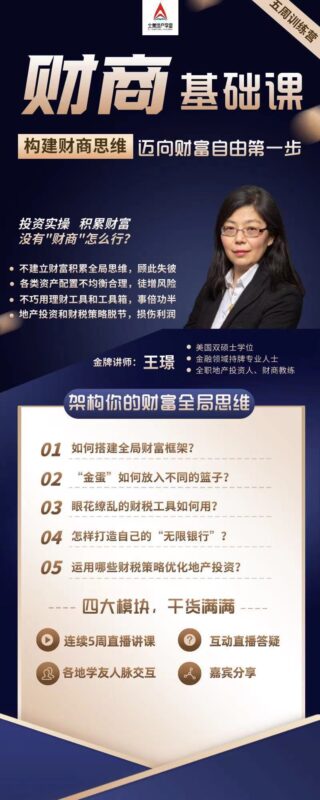 五周训练营
财商 基础课
构建财商思维 迈向财富自由第一步
投资实操 积累财富
没有"财商"怎么行?
不建立财富积累全局思维,顾此失彼
各类资产配置不均衡合理,徒增风险
不巧用理财工具和工具箱,事倍功半
地产投资和财税策略脱节,损伤利润
美国双硕士学位
金牌讲师: 王璟
金融领域持牌专业人士
全职地产投资人、财商教练
架构你的财富全局思维
01 如何搭建全局财富框架?
02 “金蛋”如何放入不同的篮子?
03 眼花缭乱的财税工具如何用?
04 怎样打造自己的“无限银行”?
05 运用哪些财税策略优化地产投资?
四大模块,干货满满
连续5周直播讲课
互动直播答疑
各地学友人脉交互
嘉宾分享